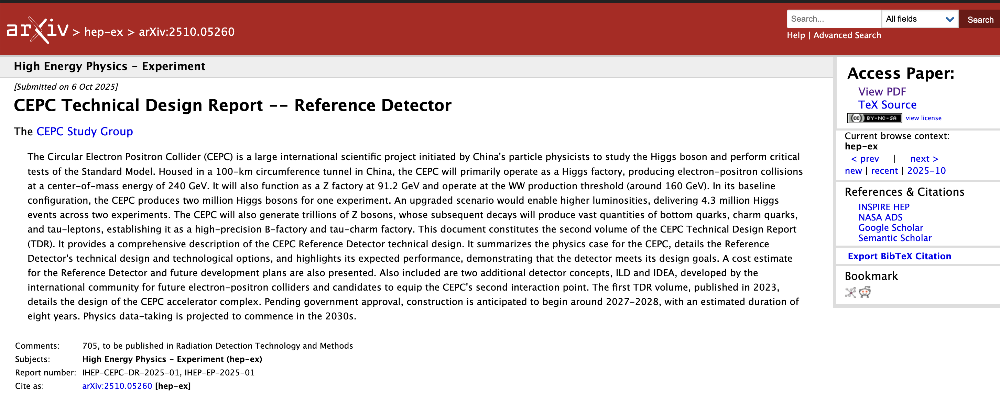 arXiv > hep-ex > arXiv:2510.05260
Search...
All fields
Search
Help | Advanced Search
High Energy Physics – Experiment
[Submitted on 6 Oct 2025]
CEPC Technical Design Report -- Reference Detector
The CEPC Study Group
The Circular Electron Positron Collider (CEPC) is a large international scientific project initiated by China's particle physicists to study the Higgs boson and perform critical
tests of the Standard Model. Housed in a 100-km circumference tunnel in China, the CEPC will primarily operate as a Higgs factory, producing electron-positron collisions
at a center-of-mass energy of 240 GeV. It will also function as a Z factory at 91.2 GeV and operate at the WW production threshold (around 160 GeV). In its baseline
configuration, the CEPC produces two million Higgs bosons for one experiment. An upgraded scenario would enable higher luminosities, delivering 4.3 million Higgs
events across two experiments. The CEPC will also generate trillions of Z bosons, whose subsequent decays will produce vast quantities of bottom quarks, charm quarks,
and tau-leptons, establishing it as a high-precision B-factory and tau-charm factory. This document constitutes the second volume of the CEPC Technical Design Report
(TDR). It provides a comprehensive description of the CEPC Reference Detector technical design. It summarizes the physics case for the CEPC, details the Reference
Detector's technical design and technological options, and highlights its expected performance, demonstrating that the detector meets its design goals. A cost estimate
for the Reference Detector and future development plans are also presented. Also included are two additional detector concepts, ILD and IDEA, developed by the
international community for future electron-positron colliders and candidates to equip the CEPC's second interaction point. The first TDR volume, published in 2023,
details the design of the CEPC accelerator complex. Pending government approval, construction is anticipated to begin around 2027-2028, with an estimated duration of
eight years. Physics data-taking is projected to commence in the 2030s.
Comments: 705, to be published in Radiation Detection Technology and Methods
Subjects: High Energy Physics – Experiment (hep-ex)
Report number: IHEP-CEPC-DR-2025-01, IHEP-EP-2025-01
Cite as: arXiv:2510.05260 [hep-ex]
Access Paper:
View PDF
TeX Source
(cc) BY-NC-SA view license
Current browse context:
hep-ex
< prev | next >
new | recent | 2025-10
References & Citations
INSPIRE HEP
NASA ADS
Google Scholar
Semantic Scholar
Export BibTeX Citation
Bookmark